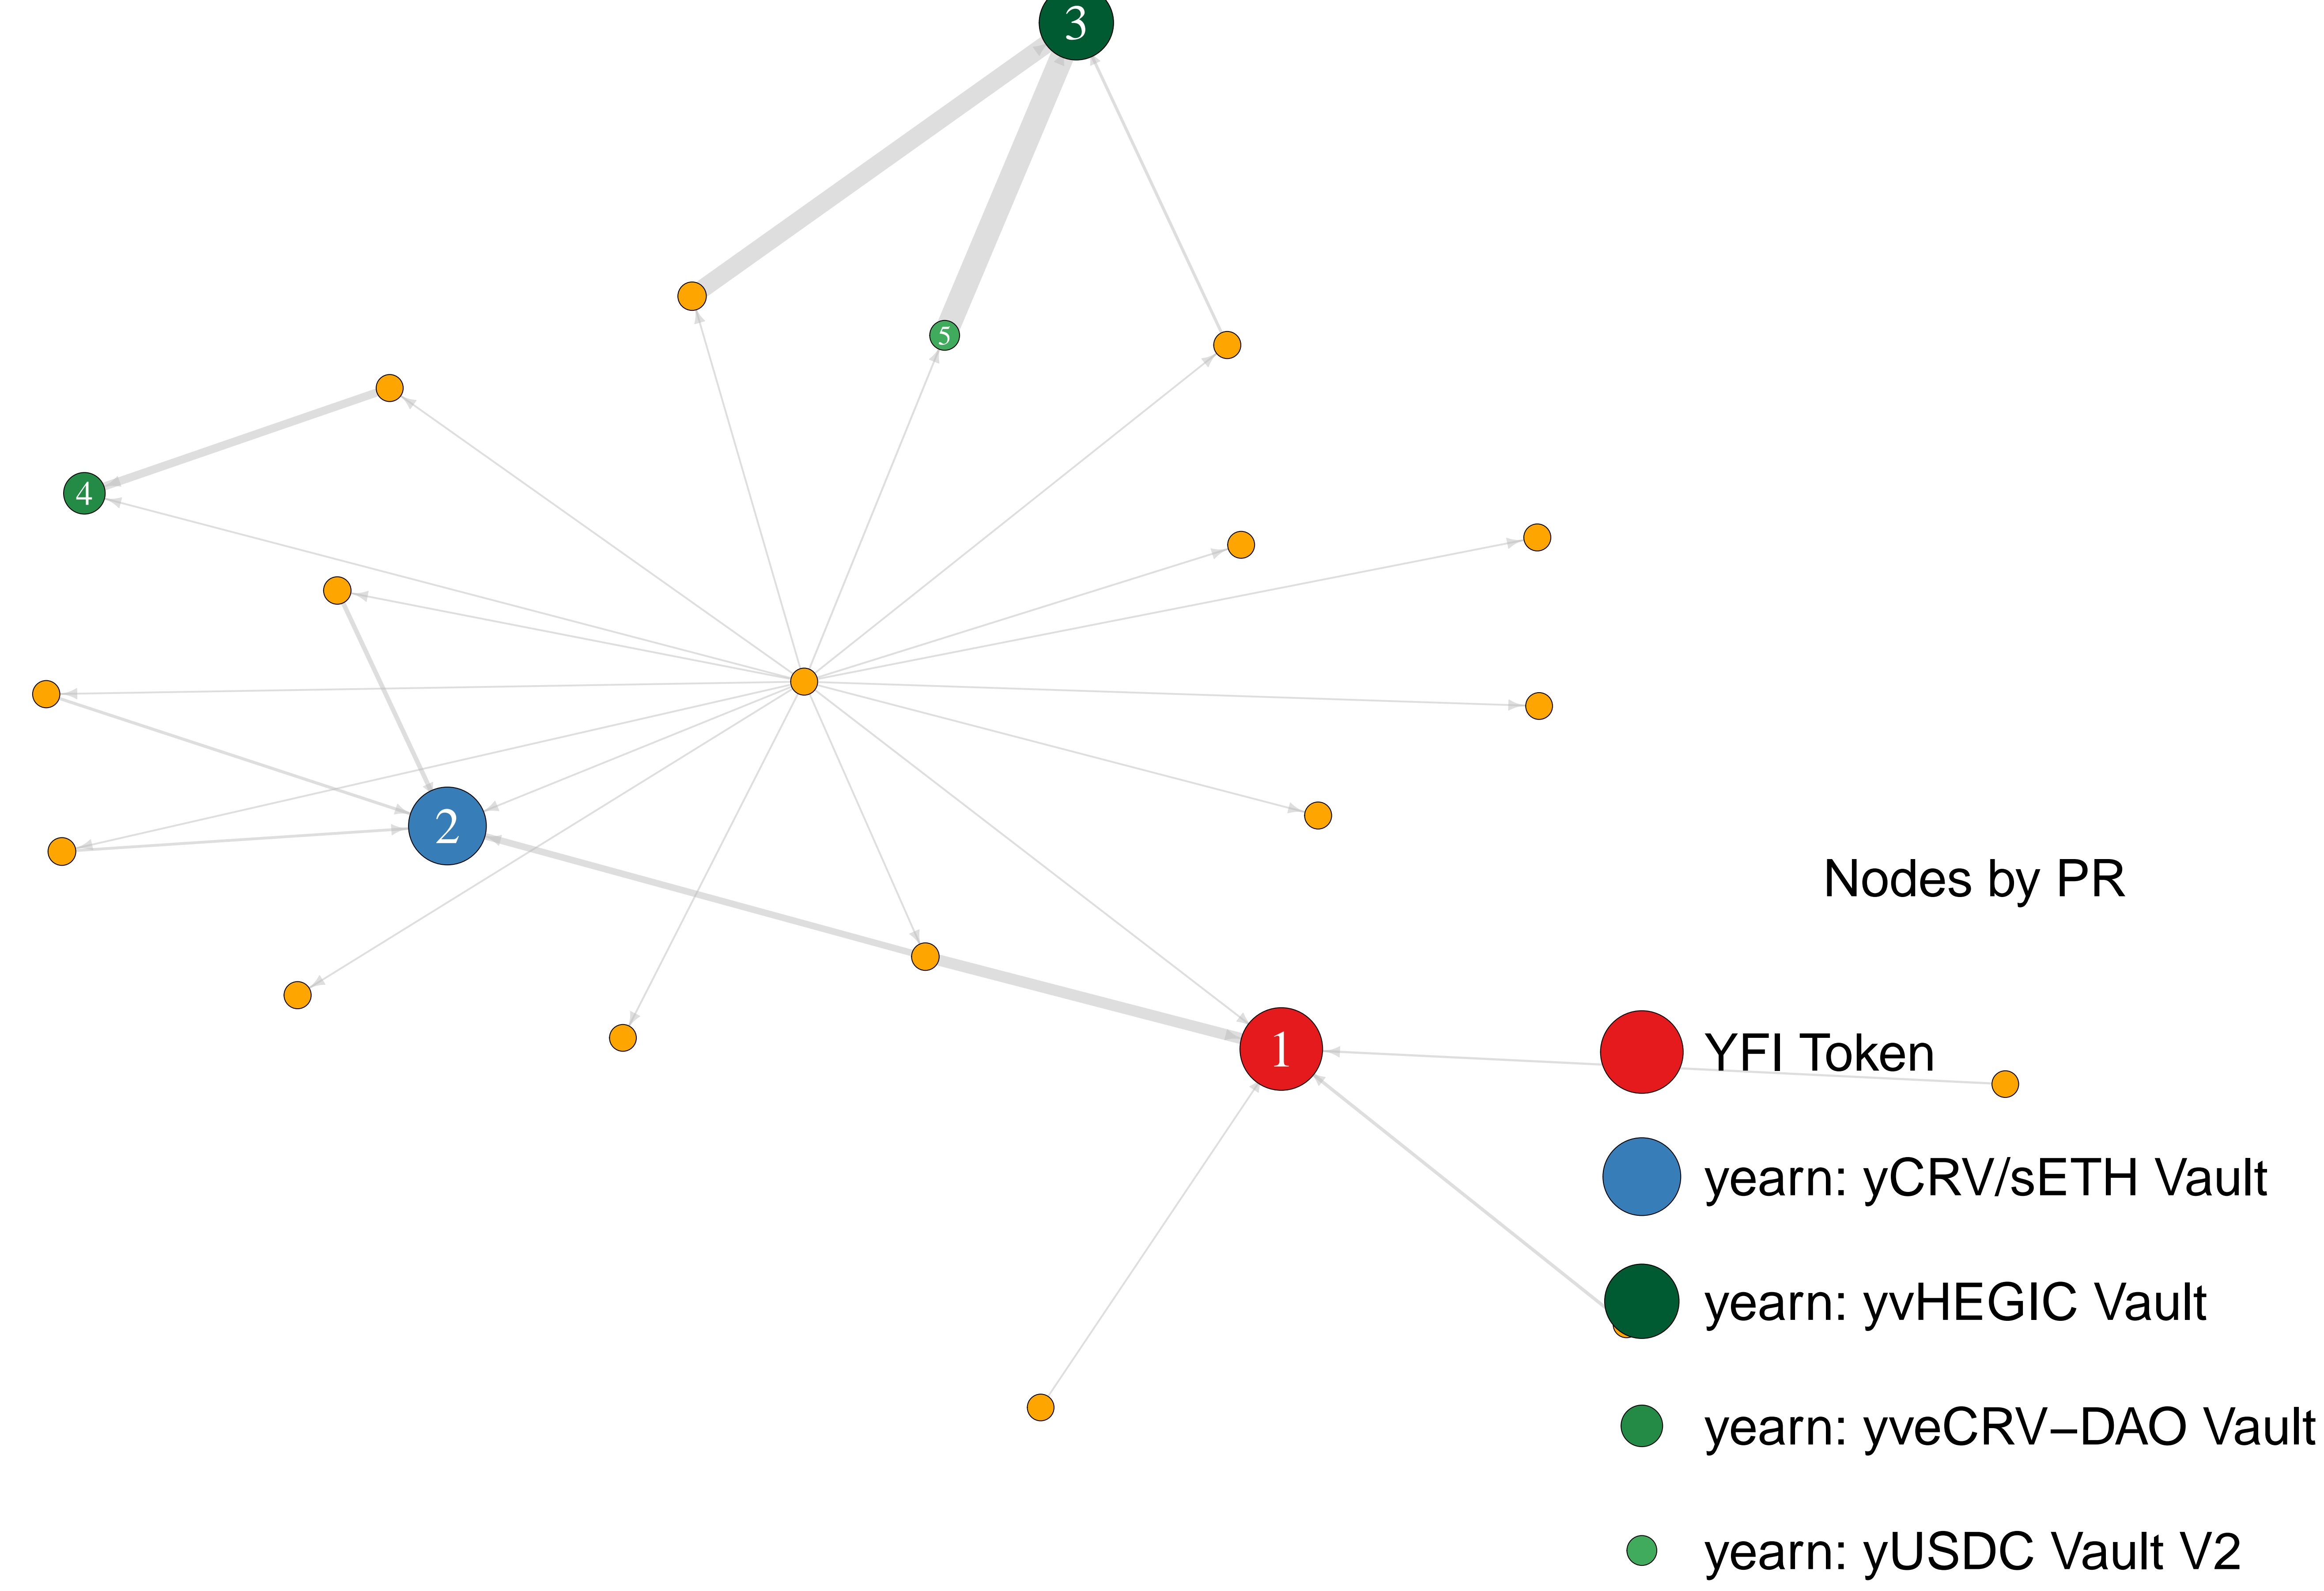 3
5
4
2
Nodes by PR
1
YFI Token
yearn: yCRV/sETH Vault
yearn: yvHEGIC Vault
yearn: yveCRV–DAO Vault
yearn: yUSDC Vault V2